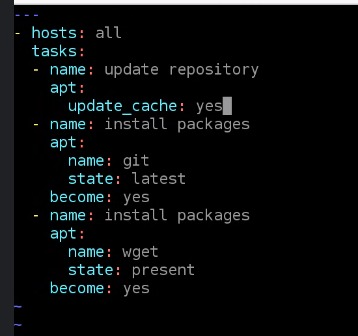 ---
- hosts: all
  tasks:
  - name: update repository
    apt:
      update_cache: yes
  - name: install packages
    apt:
      name: git
      state: latest
    become: yes
  - name: install packages
    apt:
      name: wget
      state: present
    become: yes
~
~